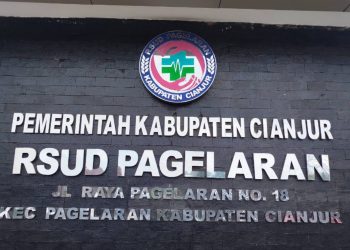 RSUD PAGELARAN
KABUPATEN CIANJUR
PEMERINTAH KABUPATEN CIANJUR
RSUD PAGELARAN
JL RAYA PAGELARAN NO. 18
KEC PAGELARAN KABUPATEN CIANJUR